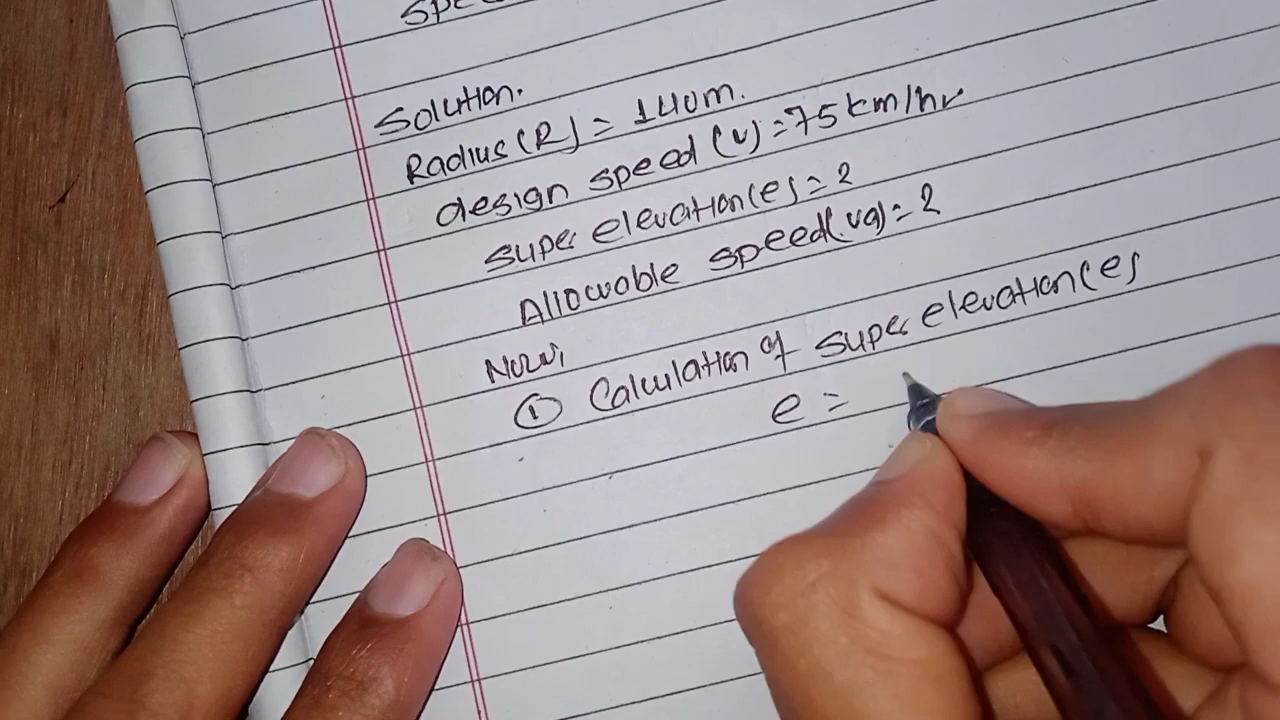 Spe
Solution.
Radius (R) = 140m.
design speed (v) = 75 km/hr
super elevation(e) = ?
Allowable speed(va) = ?
Now,
① Calculation of super elevation(e)
e =